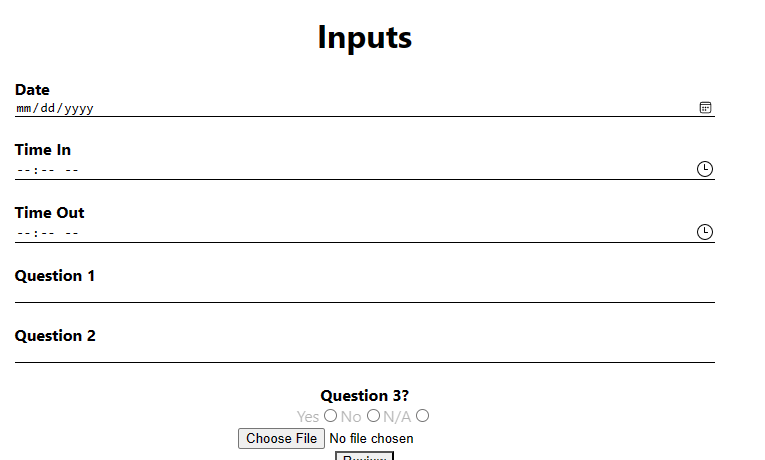 Inputs
Date
mm/dd/yyyy
Time In
--:-- --
Time Out
--:-- --
Question 1
Question 2
Question 3?
Yes No N/A
Choose File No file chosen